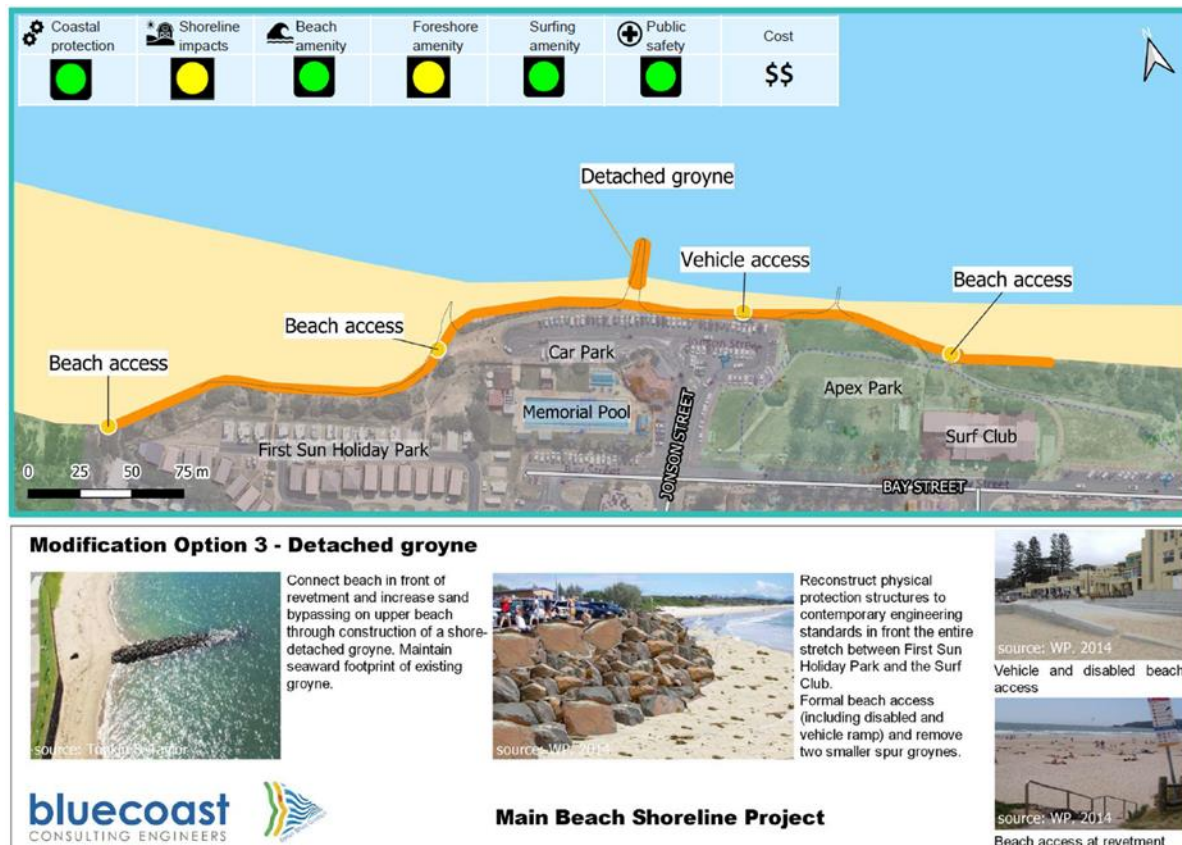 Coastal protection
Shoreline impacts
Beach amenity
Foreshore amenity
Surfing amenity
Public safety
Cost
$$
N
Detached groyne
Vehicle access
Beach access
Beach access
Beach access
Car Park
Jonson Street
Apex Park
Memorial Pool
Surf Club
First Sun Holiday Park
JONSON STREET
BAY STREET
0 25 50 75 m
Modification Option 3 - Detached groyne
Connect beach in front of
revetment and increase sand
bypassing on upper beach
through construction of a shore-
detached groyne. Maintain
seaward footprint of existing
groyne.
source: Tonkin & Taylor
source: WP, 2014
Reconstruct physical
protection structures to
contemporary engineering
standards in front the entire
stretch between First Sun
Holiday Park and the Surf
Club.
Formal beach access
(including disabled and
vehicle ramp) and remove
two smaller spur groynes.
source: WP, 2014
Vehicle and disabled beach
access
source: WP, 2014
Beach access at revetment
bluecoast
CONSULTING ENGINEERS
Main Beach Shoreline Project